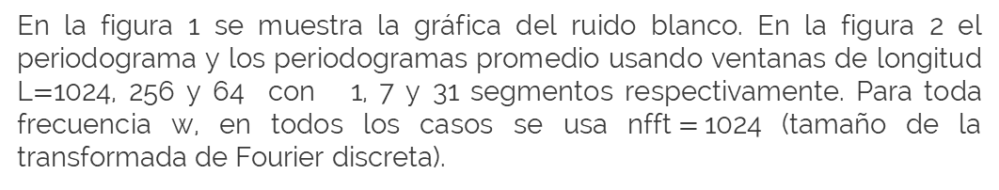 En la figura 1 se muestra la gráfica del ruido blanco. En la figura 2 el
periodograma y los periodogramas promedio usando ventanas de longitud
L=1024, 256 y 64 con 1, 7 y 31 segmentos respectivamente. Para toda
frecuencia w, en todos los casos se usa nfft = 1024 (tamaño de la
transformada de Fourier discreta).